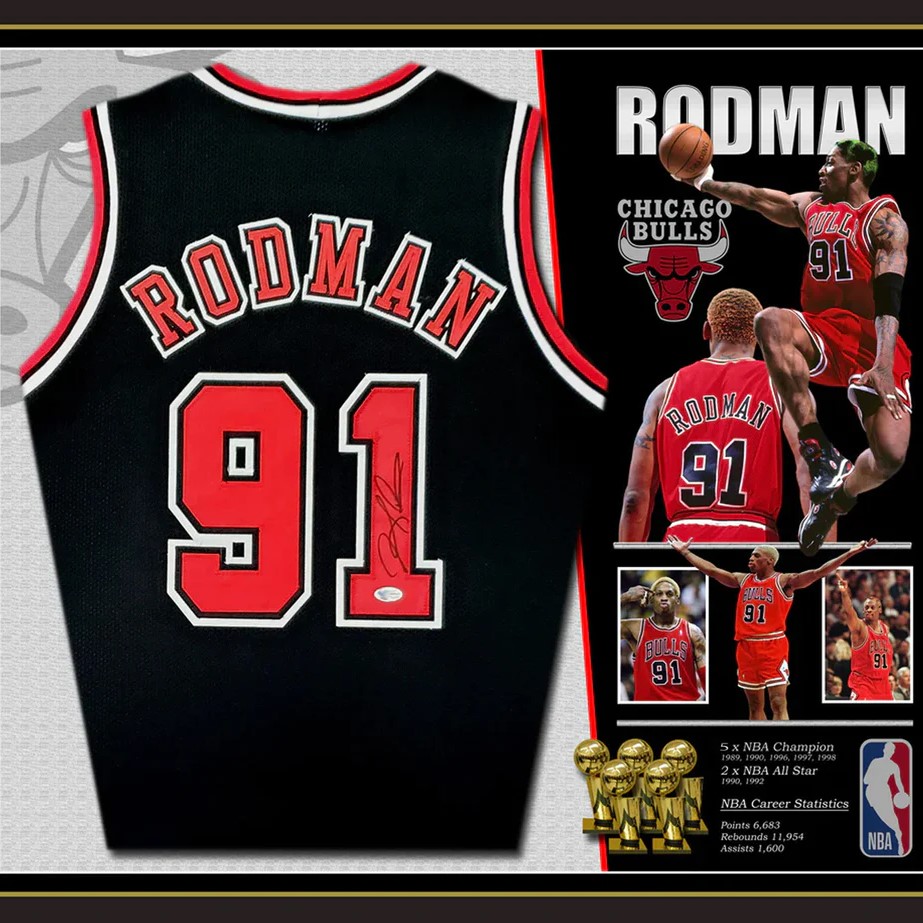 RODMAN
91
RODMAN
CHICAGO
BULLS
BULLS
91
RODMAN
91
BULLS
91
BULLS
91
91
5 x NBA Champion
1989, 1990, 1996, 1997, 1998
2 x NBA All Star
1990, 1992
NBA Career Statistics
Points 6,683
Rebounds 11,954
Assists 1,600
NBA